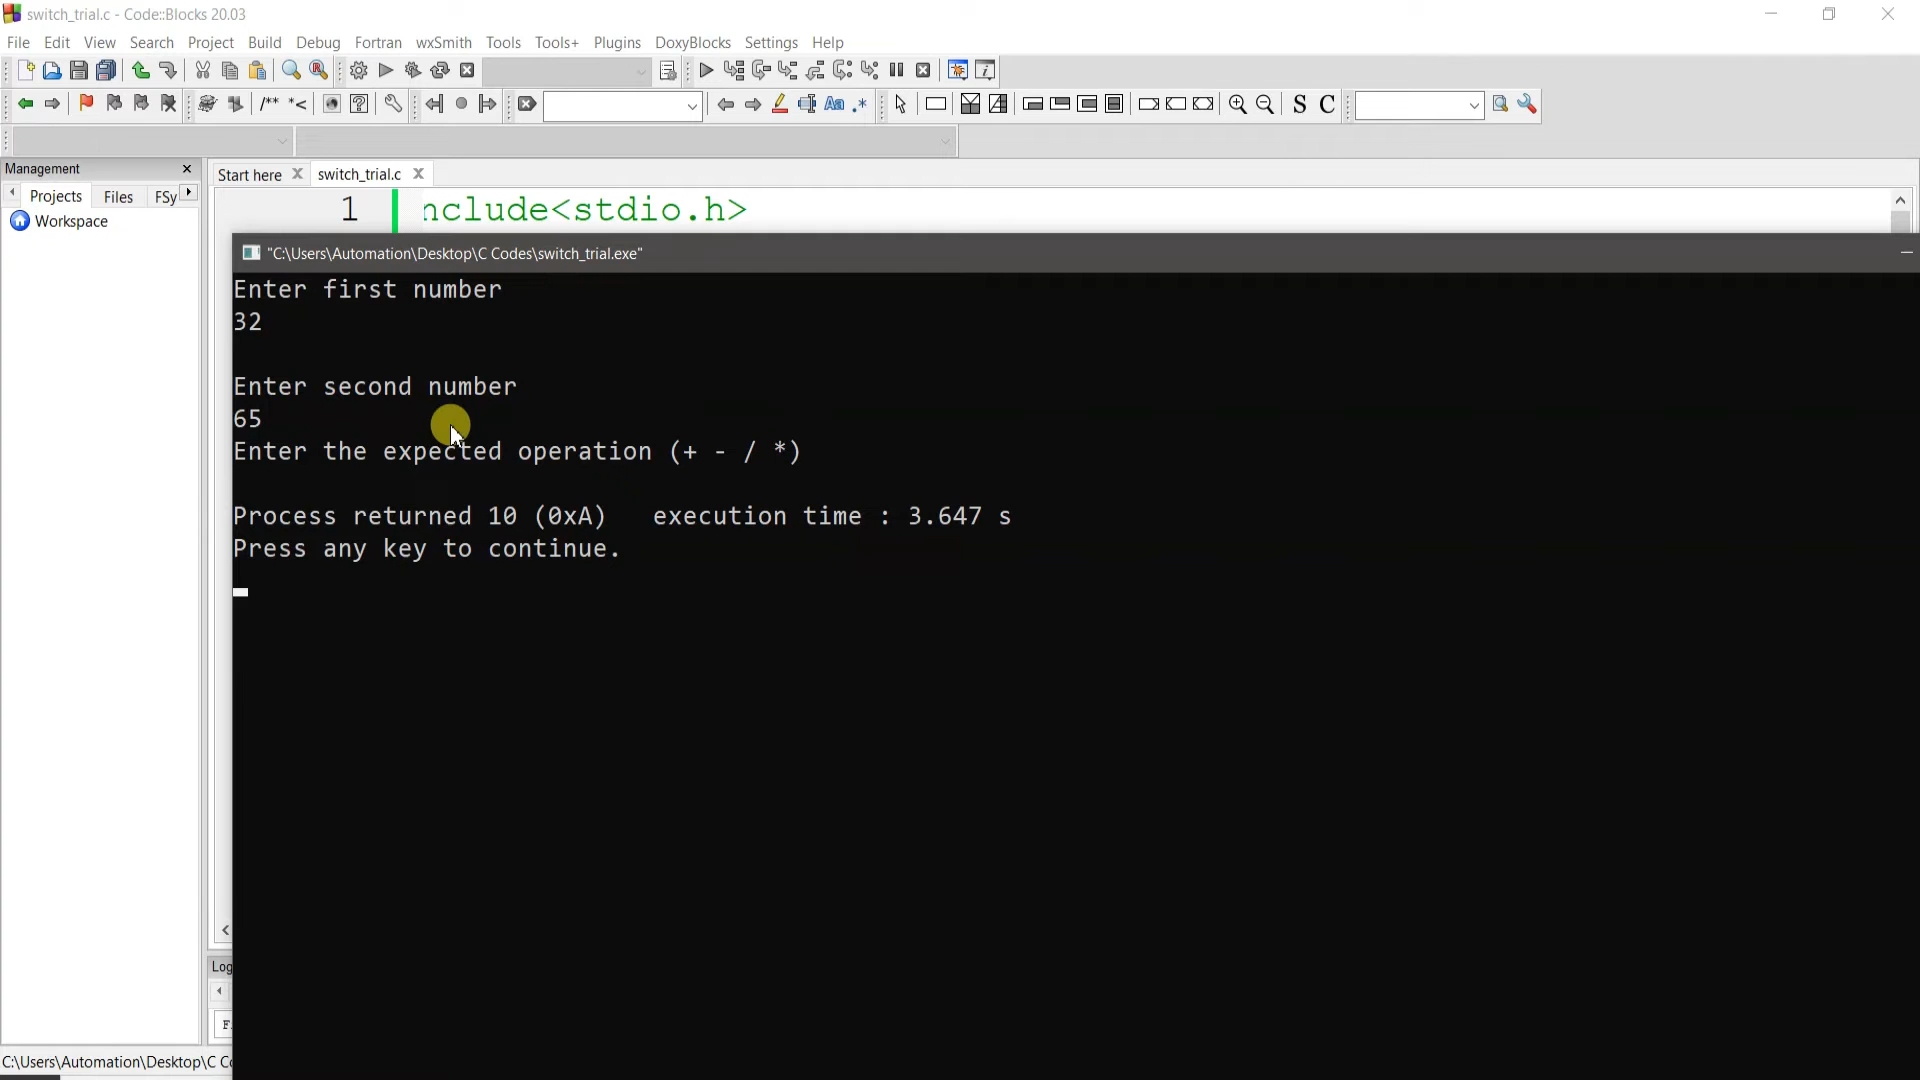 switch_trial.c - Code::Blocks 20.03
File Edit View Search Project Build Debug Fortran wxSmith Tools Tools+ Plugins DoxyBlocks Settings Help
/** *< Aa .* S C
Management
Projects Files FSy
Workspace
Start here switch_trial.c
1 nclude<stdio.h>
"C:\Users\Automation\Desktop\C Codes\switch_trial.exe"
Enter first number
32
Enter second number
65
Enter the expected operation (+ - / *)
Process returned 10 (0xA) execution time : 3.647 s
Press any key to continue.
Log
F
C:\Users\Automation\Desktop\C Co